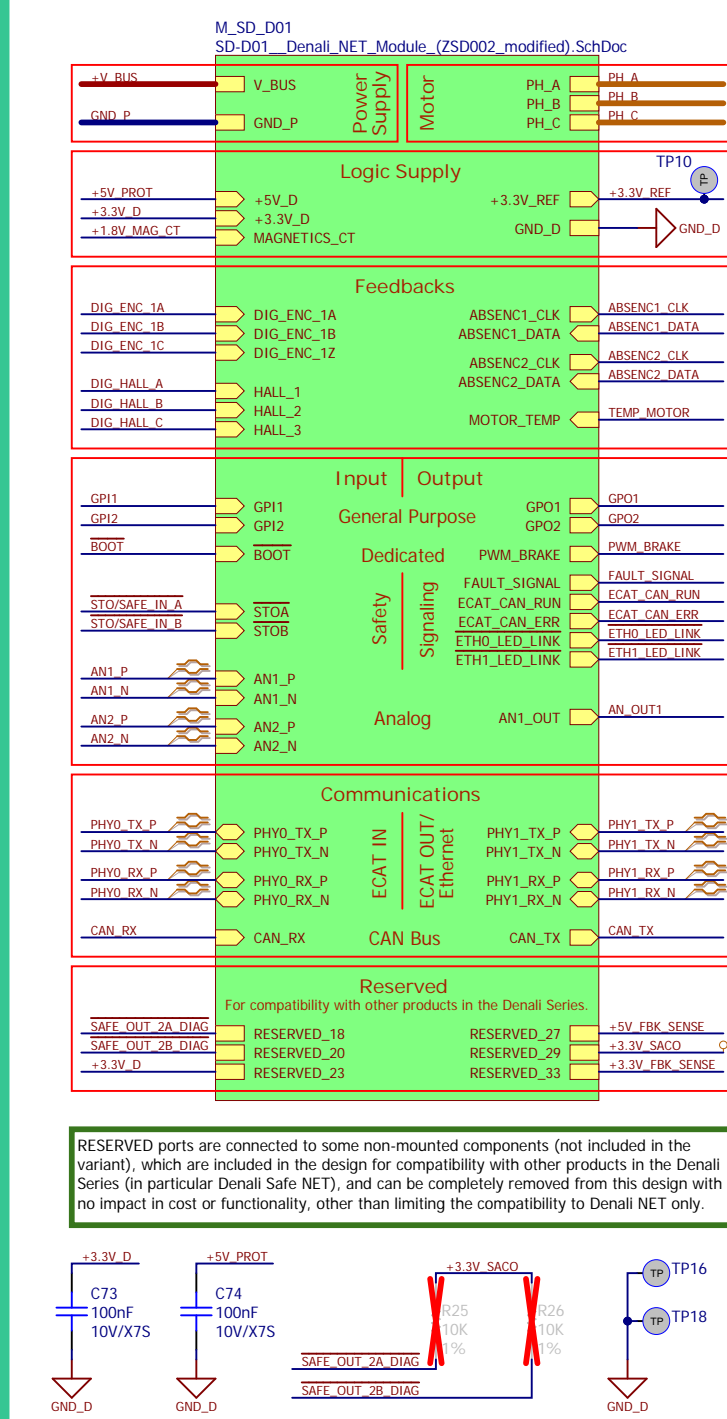 M_SD_D01
SD-D01__Denali_NET_Module_(ZSD002_modified).SchDoc
+V_BUS V_BUS Power Supply Motor PH_A PH_A
PH_B PH_B
GND_P GND_P PH_C PH_C
Logic Supply TP10
TP
+5V_PROT +5V_D +3.3V_REF +3.3V_REF
+3.3V_D +3.3V_D
+1.8V_MAG_CT MAGNETICS_CT GND_D GND_D
Feedbacks
DIG_ENC_1A DIG_ENC_1A ABSENC1_CLK ABSENC1_CLK
DIG_ENC_1B DIG_ENC_1B ABSENC1_DATA ABSENC1_DATA
DIG_ENC_1C DIG_ENC_1Z
ABSENC2_CLK ABSENC2_CLK
ABSENC2_DATA ABSENC2_DATA
DIG_HALL_A HALL_1
DIG_HALL_B HALL_2 MOTOR_TEMP TEMP_MOTOR
DIG_HALL_C HALL_3
Input Output
GPI1 GPI1 General Purpose GPO1 GPO1
GPI2 GPI2 GPO2 GPO2
BOOT BOOT Dedicated PWM_BRAKE PWM_BRAKE
Safety Signaling
FAULT_SIGNAL FAULT_SIGNAL
ECAT_CAN_RUN ECAT_CAN_RUN
STO/SAFE_IN_A STOA ECAT_CAN_ERR ECAT_CAN_ERR
STO/SAFE_IN_B STOB ETH0_LED_LINK ETH0_LED_LINK
ETH1_LED_LINK ETH1_LED_LINK
AN1_P AN1_P
AN1_N AN1_N
AN2_P AN2_P Analog AN1_OUT AN_OUT1
AN2_N AN2_N
Communications
ECAT IN ECAT OUT/ Ethernet
PHY0_TX_P PHY0_TX_P PHY1_TX_P PHY1_TX_P
PHY0_TX_N PHY0_TX_N PHY1_TX_N PHY1_TX_N
PHY0_RX_P PHY0_RX_P PHY1_RX_P PHY1_RX_P
PHY0_RX_N PHY0_RX_N PHY1_RX_N PHY1_RX_N
CAN_RX CAN_RX CAN Bus CAN_TX CAN_TX
Reserved
For compatibility with other products in the Denali Series.
SAFE_OUT_2A_DIAG RESERVED_18 RESERVED_27 +5V_FBK_SENSE
SAFE_OUT_2B_DIAG RESERVED_20 RESERVED_29 +3.3V_SACO
+3.3V_D RESERVED_23 RESERVED_33 +3.3V_FBK_SENSE
RESERVED ports are connected to some non-mounted components (not included in the
variant), which are included in the design for compatibility with other products in the Denali
Series (in particular Denali Safe NET), and can be completely removed from this design with
no impact in cost or functionality, other than limiting the compatibility to Denali NET only.
+3.3V_D +5V_PROT +3.3V_SACO TP TP16
C73 C74 R25 R26
100nF 100nF 10K 10K TP TP18
10V/X7S 10V/X7S 1% 1%
SAFE_OUT_2A_DIAG
SAFE_OUT_2B_DIAG
GND_D GND_D GND_D